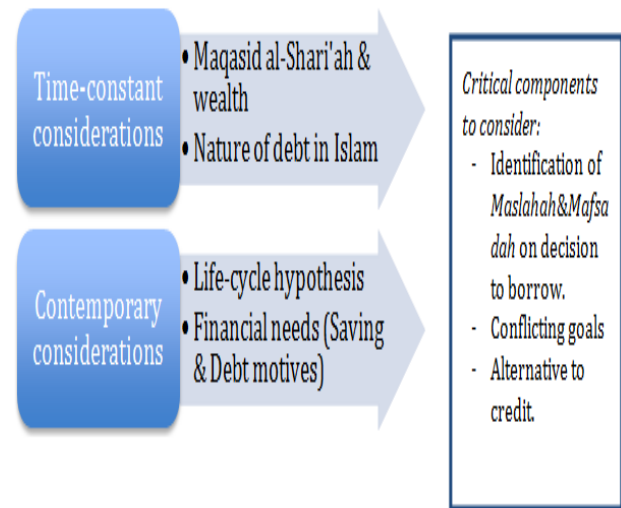 Time-constant
considerations
• Maqasid al-Shari'ah &
wealth
• Nature of debt in Islam
Contemporary
considerations
• Life-cycle hypothesis
• Financial needs (Saving
& Debt motives)
Critical components
to consider:
- Identification of
Maslahah&Mafsa
dah on decision
to borrow.
- Conflicting goals
- Alternative to
credit.